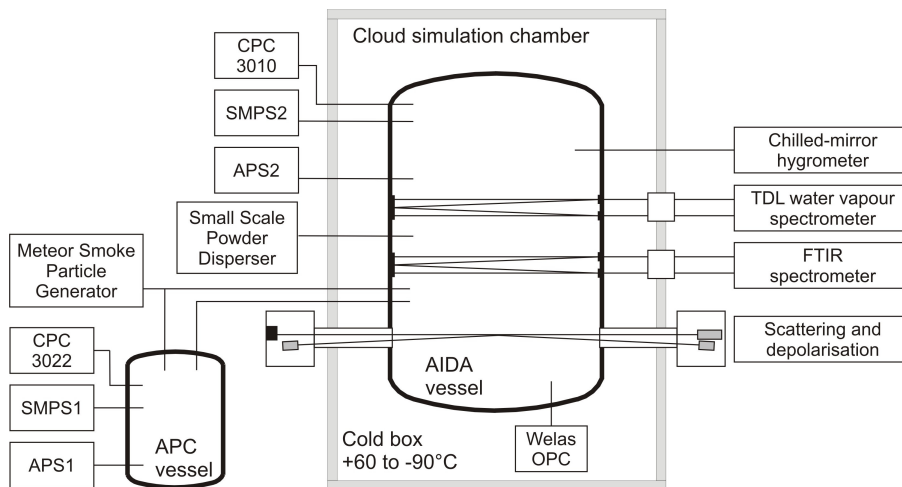 Cloud simulation chamber
CPC
3010
SMPS2
APS2
Small Scale
Powder
Disperser
Meteor Smoke
Particle
Generator
CPC
3022
SMPS1
APS1
APC
vessel
AIDA
vessel
Cold box
+60 to -90°C
Welas
OPC
Chilled-mirror
hygrometer
TDL water vapour
spectrometer
FTIR
spectrometer
Scattering and
depolarisation